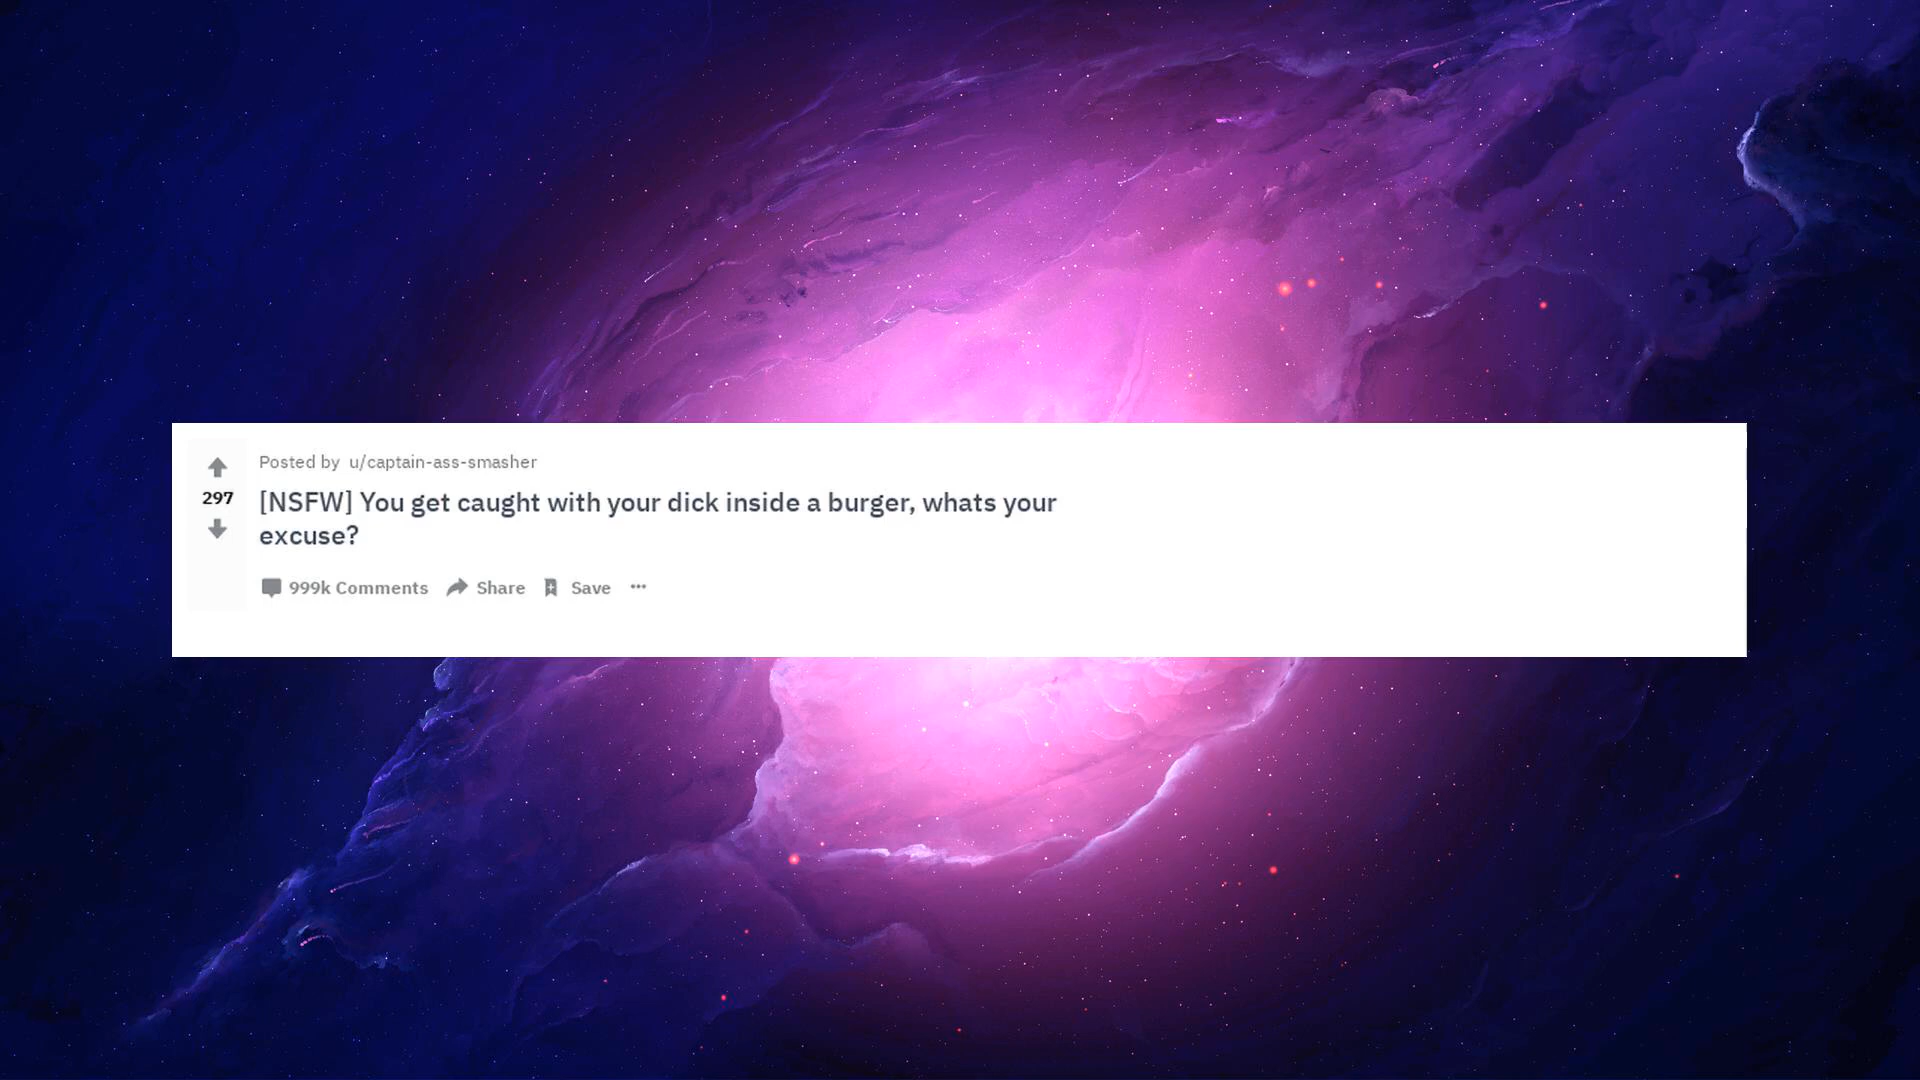 Posted by u/captain-ass-smasher
297
[NSFW] You get caught with your dick inside a burger, whats your
excuse?
999k Comments Share Save